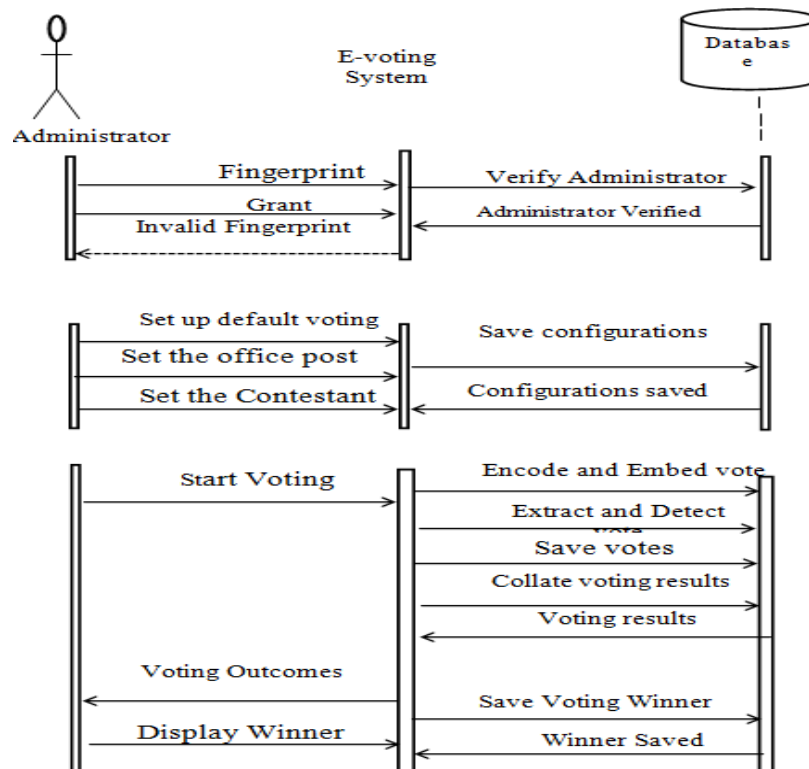 E-voting
System
Databas
e
Administrator
Fingerprint
Verify Administrator
Grant
Administrator Verified
Invalid Fingerprint
Set up default voting
Save configurations
Set the office post
Set the Contestant
Configurations saved
Start Voting
Encode and Embed vote
Extract and Detect
Save votes
Collate voting results
Voting results
Voting Outcomes
Save Voting Winner
Display Winner
Winner Saved